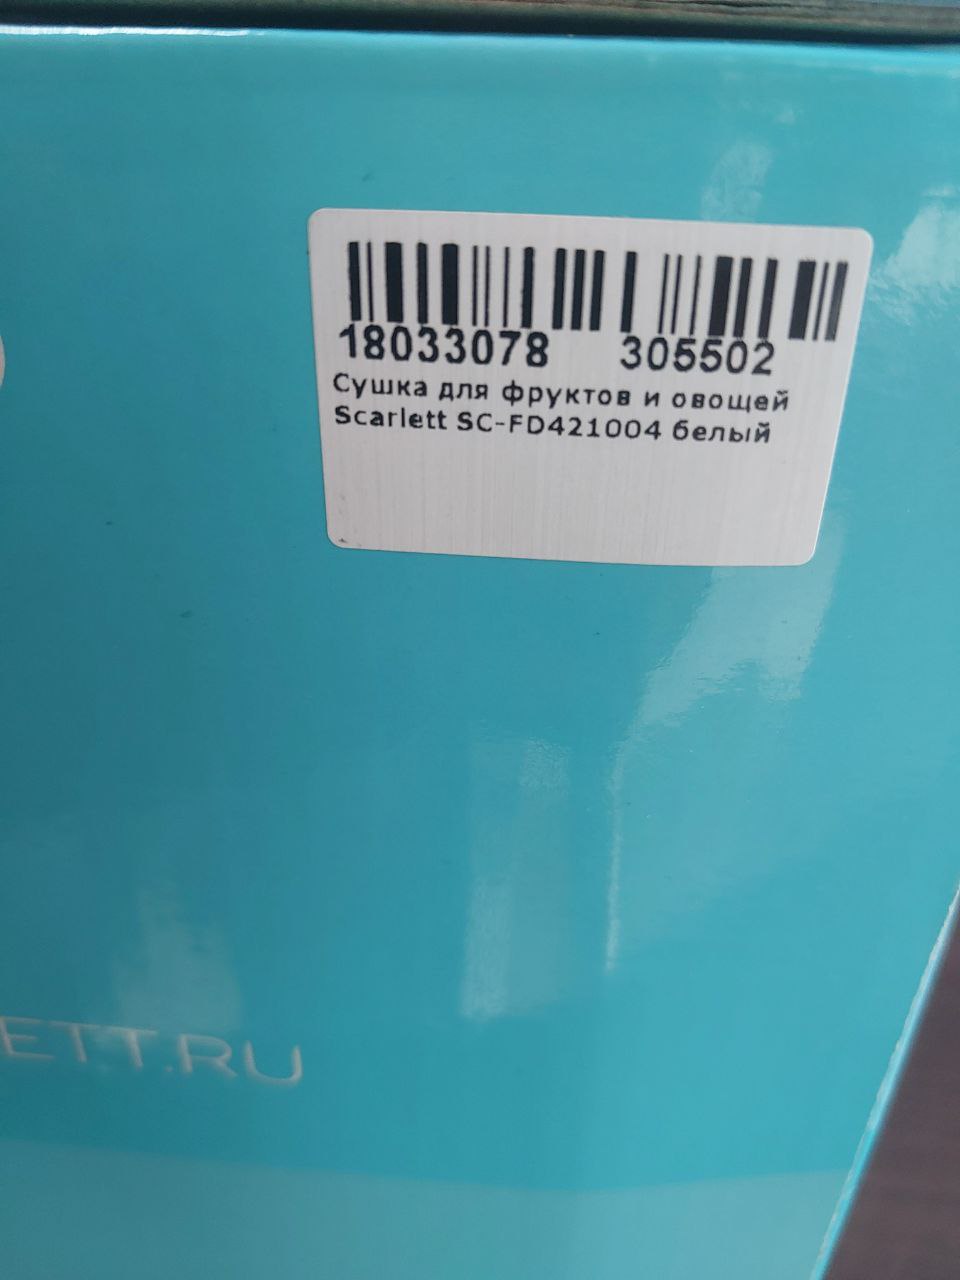 18033078 305502
Сушка для фруктов и овощей
Scarlett SC-FD421004 белый
ETT.RU